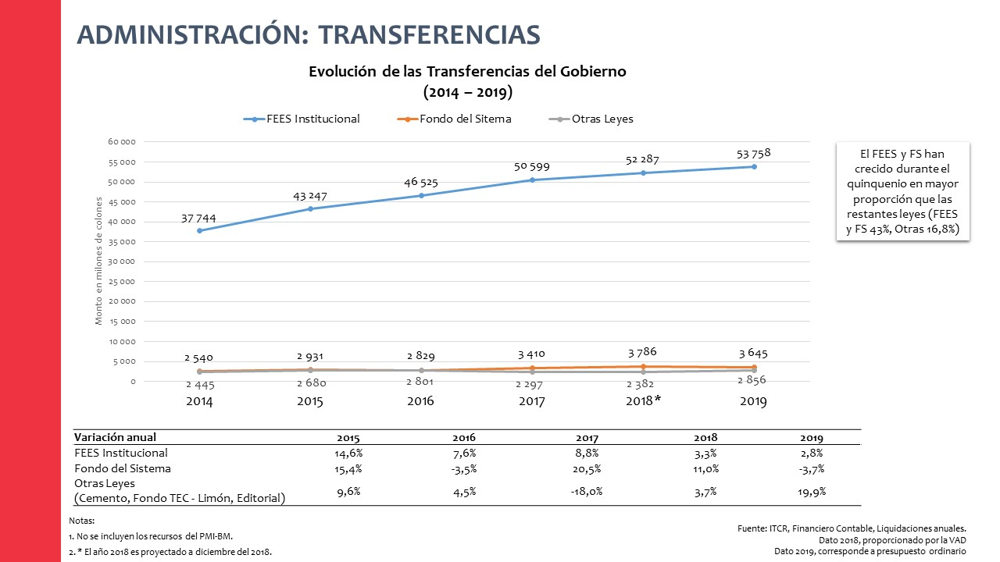 ADMINISTRACIÓN: TRANSFERENCIAS
Evolución de las Transferencias del Gobierno
(2014 – 2019)
FEES Institucional Fondo del Sitema Otras Leyes
Monto en milones de colones
60 000
55 000
50 000
45 000
40 000
35 000
30 000
25 000
20 000
15 000
10 000
5 000
0
37 744 43 247 46 525 50 599 52 287 53 758
2 540 2 931 2 829 3 410 3 786 3 645
2 445 2 680 2 801 2 297 2 382 2 856
2014 2015 2016 2017 2018* 2019
El FEES y FS han
crecido durante el
quinquenio en mayor
proporción que las
restantes leyes (FEES
y FS 43%, Otras 16,8%)
Variación anual 2015 2016 2017 2018 2019
FEES Institucional 14,6% 7,6% 8,8% 3,3% 2,8%
Fondo del Sistema 15,4% -3,5% 20,5% 11,0% -3,7%
Otras Leyes
(Cemento, Fondo TEC - Limón, Editorial) 9,6% 4,5% -18,0% 3,7% 19,9%
Notas:
1. No se incluyen los recursos del PMI-BM.
2. * El año 2018 es proyectado a diciembre del 2018.
Fuente: ITCR, Financiero Contable, Liquidaciones anuales.
Dato 2018, proporcionado por la VAD
Dato 2019, corresponde a presupuesto ordinario